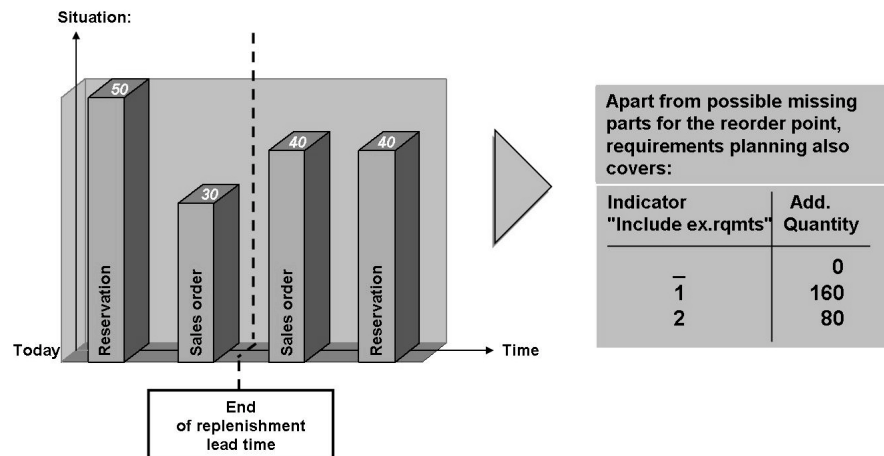 Situation:
50
30
40
40
Reservation
Sales order
Sales order
Reservation
Today
Time
End
of replenishment
lead time
Apart from possible missing
parts for the reorder point,
requirements planning also
covers:
Indicator Add.
"Include ex.rqmts" Quantity
_ 0
1 160
2 80